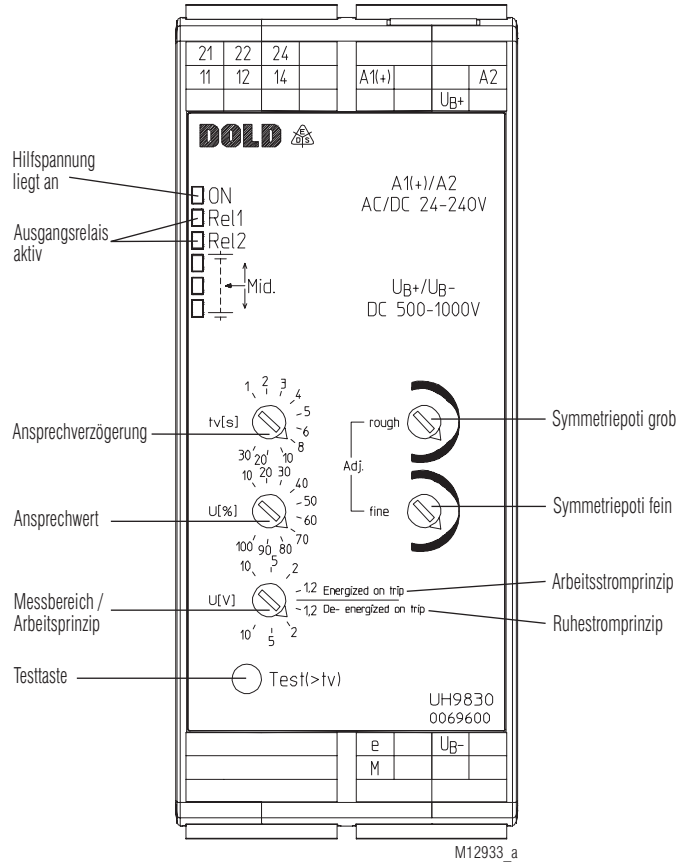 21 22 24
11 12 14 A1(+) A2
UB+
DOLD
E
D S
Hilfspannung
liegt an
ON
A1(+)/A2
AC/DC 24-240V
Ausgangsrelais
aktiv
Rel1
Rel2
Mid.
UB+/UB-
DC 500-1000V
Ansprechverzögerung
tv[s]
1 2 3 4 5 6 8 10 20 30
rough
Symmetriepoti grob
Adj.
Ansprechwert
U[%]
10 20 30 40 50 60 70 80 90 100
fine
Symmetriepoti fein
Messbereich /
Arbeitsprinzip
U[V]
10 5 2
1,2 Energized on trip
Arbeitsstromprinzip
1,2 De- energized on trip
Ruhestromprinzip
10 5 2
Testtaste
Test(>tv)
UH9830
0069600
e UB-
M
M12933_a